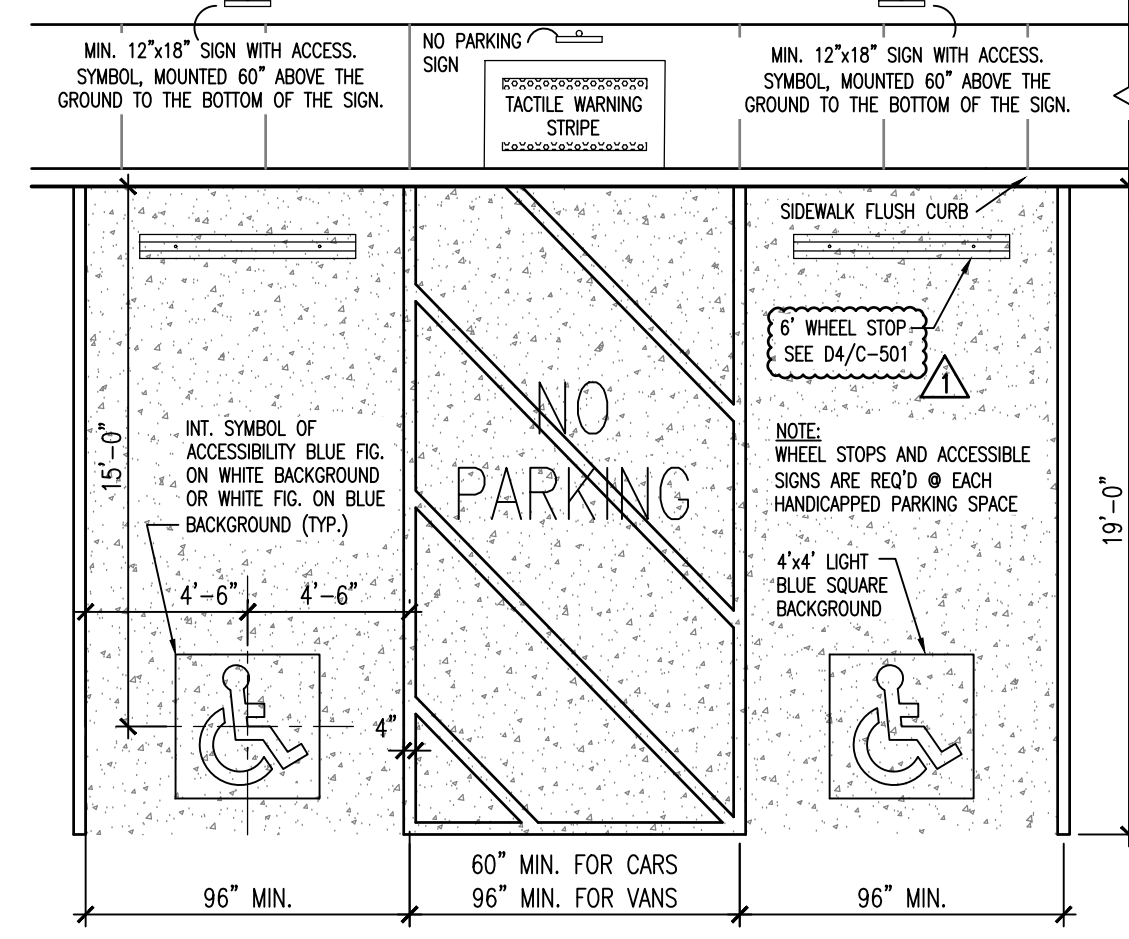 MIN. 12"x18" SIGN WITH ACCESS.
SYMBOL, MOUNTED 60" ABOVE THE
GROUND TO THE BOTTOM OF THE SIGN.
NO PARKING
SIGN
TACTILE WARNING
STRIPE
MIN. 12"x18" SIGN WITH ACCESS.
SYMBOL, MOUNTED 60" ABOVE THE
GROUND TO THE BOTTOM OF THE SIGN.
SIDEWALK FLUSH CURB
6' WHEEL STOP
SEE D4/C-501
1
NO
PARKING
15'-0"
INT. SYMBOL OF
ACCESSIBILITY BLUE FIG.
ON WHITE BACKGROUND
OR WHITE FIG. ON BLUE
BACKGROUND (TYP.)
NOTE:
WHEEL STOPS AND ACCESSIBLE
SIGNS ARE REQ'D @ EACH
HANDICAPPED PARKING SPACE
19'-0"
4'x4' LIGHT
BLUE SQUARE
BACKGROUND
4'-6"
4'-6"
4"
96" MIN.
60" MIN. FOR CARS
96" MIN. FOR VANS
96" MIN.